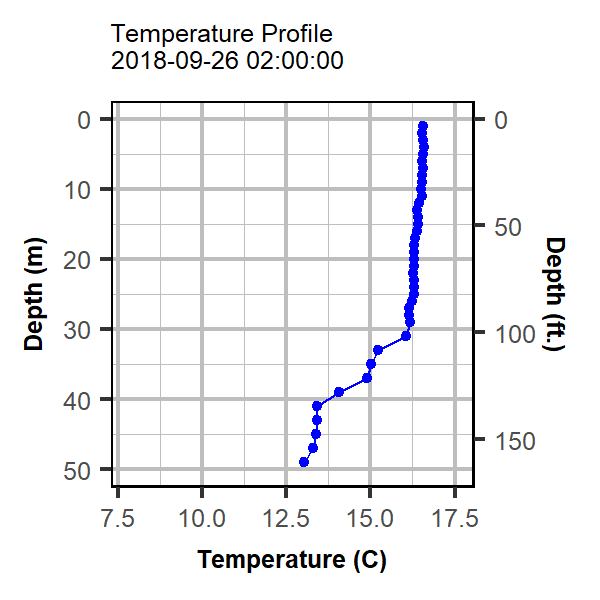 Temperature Profile
2018-09-26 02:00:00
0
10
20
30
40
50
Depth (m)
0
50
100
150
Depth (ft.)
7.5 10.0 12.5 15.0 17.5
Temperature (C)